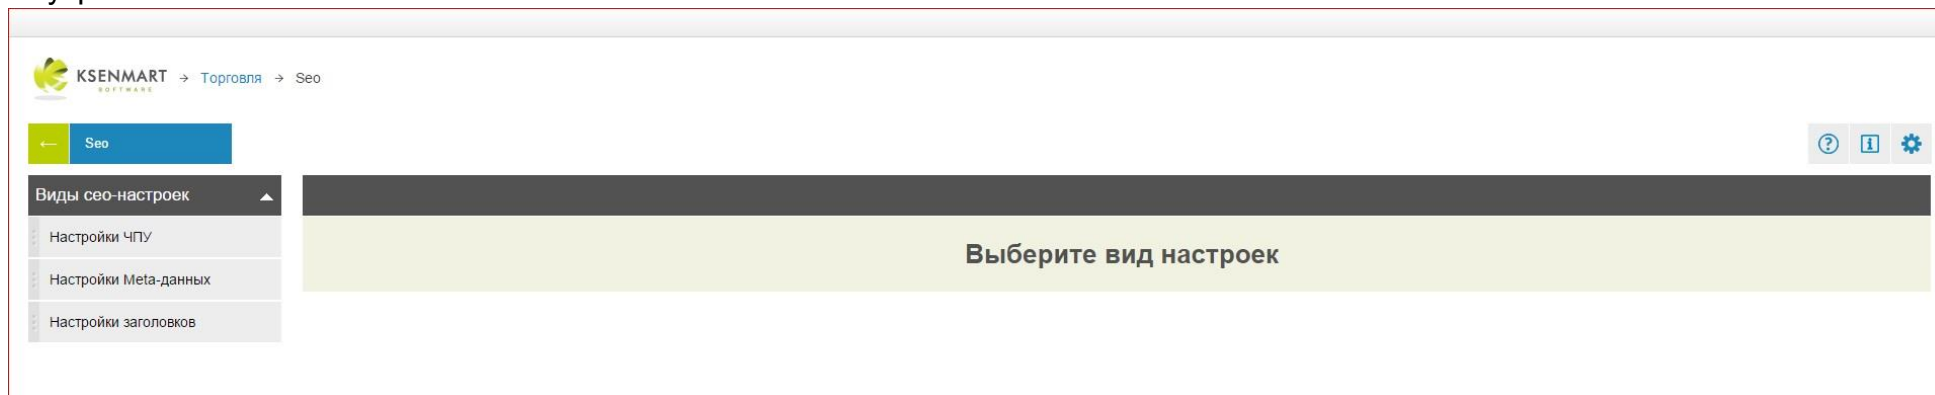 KSENMART → Торговля → Seo
SOFTWARE
← Seo
Виды сео-настроек
Настройки ЧПУ
Выберите вид настроек
Настройки Meta-данных
Настройки заголовков